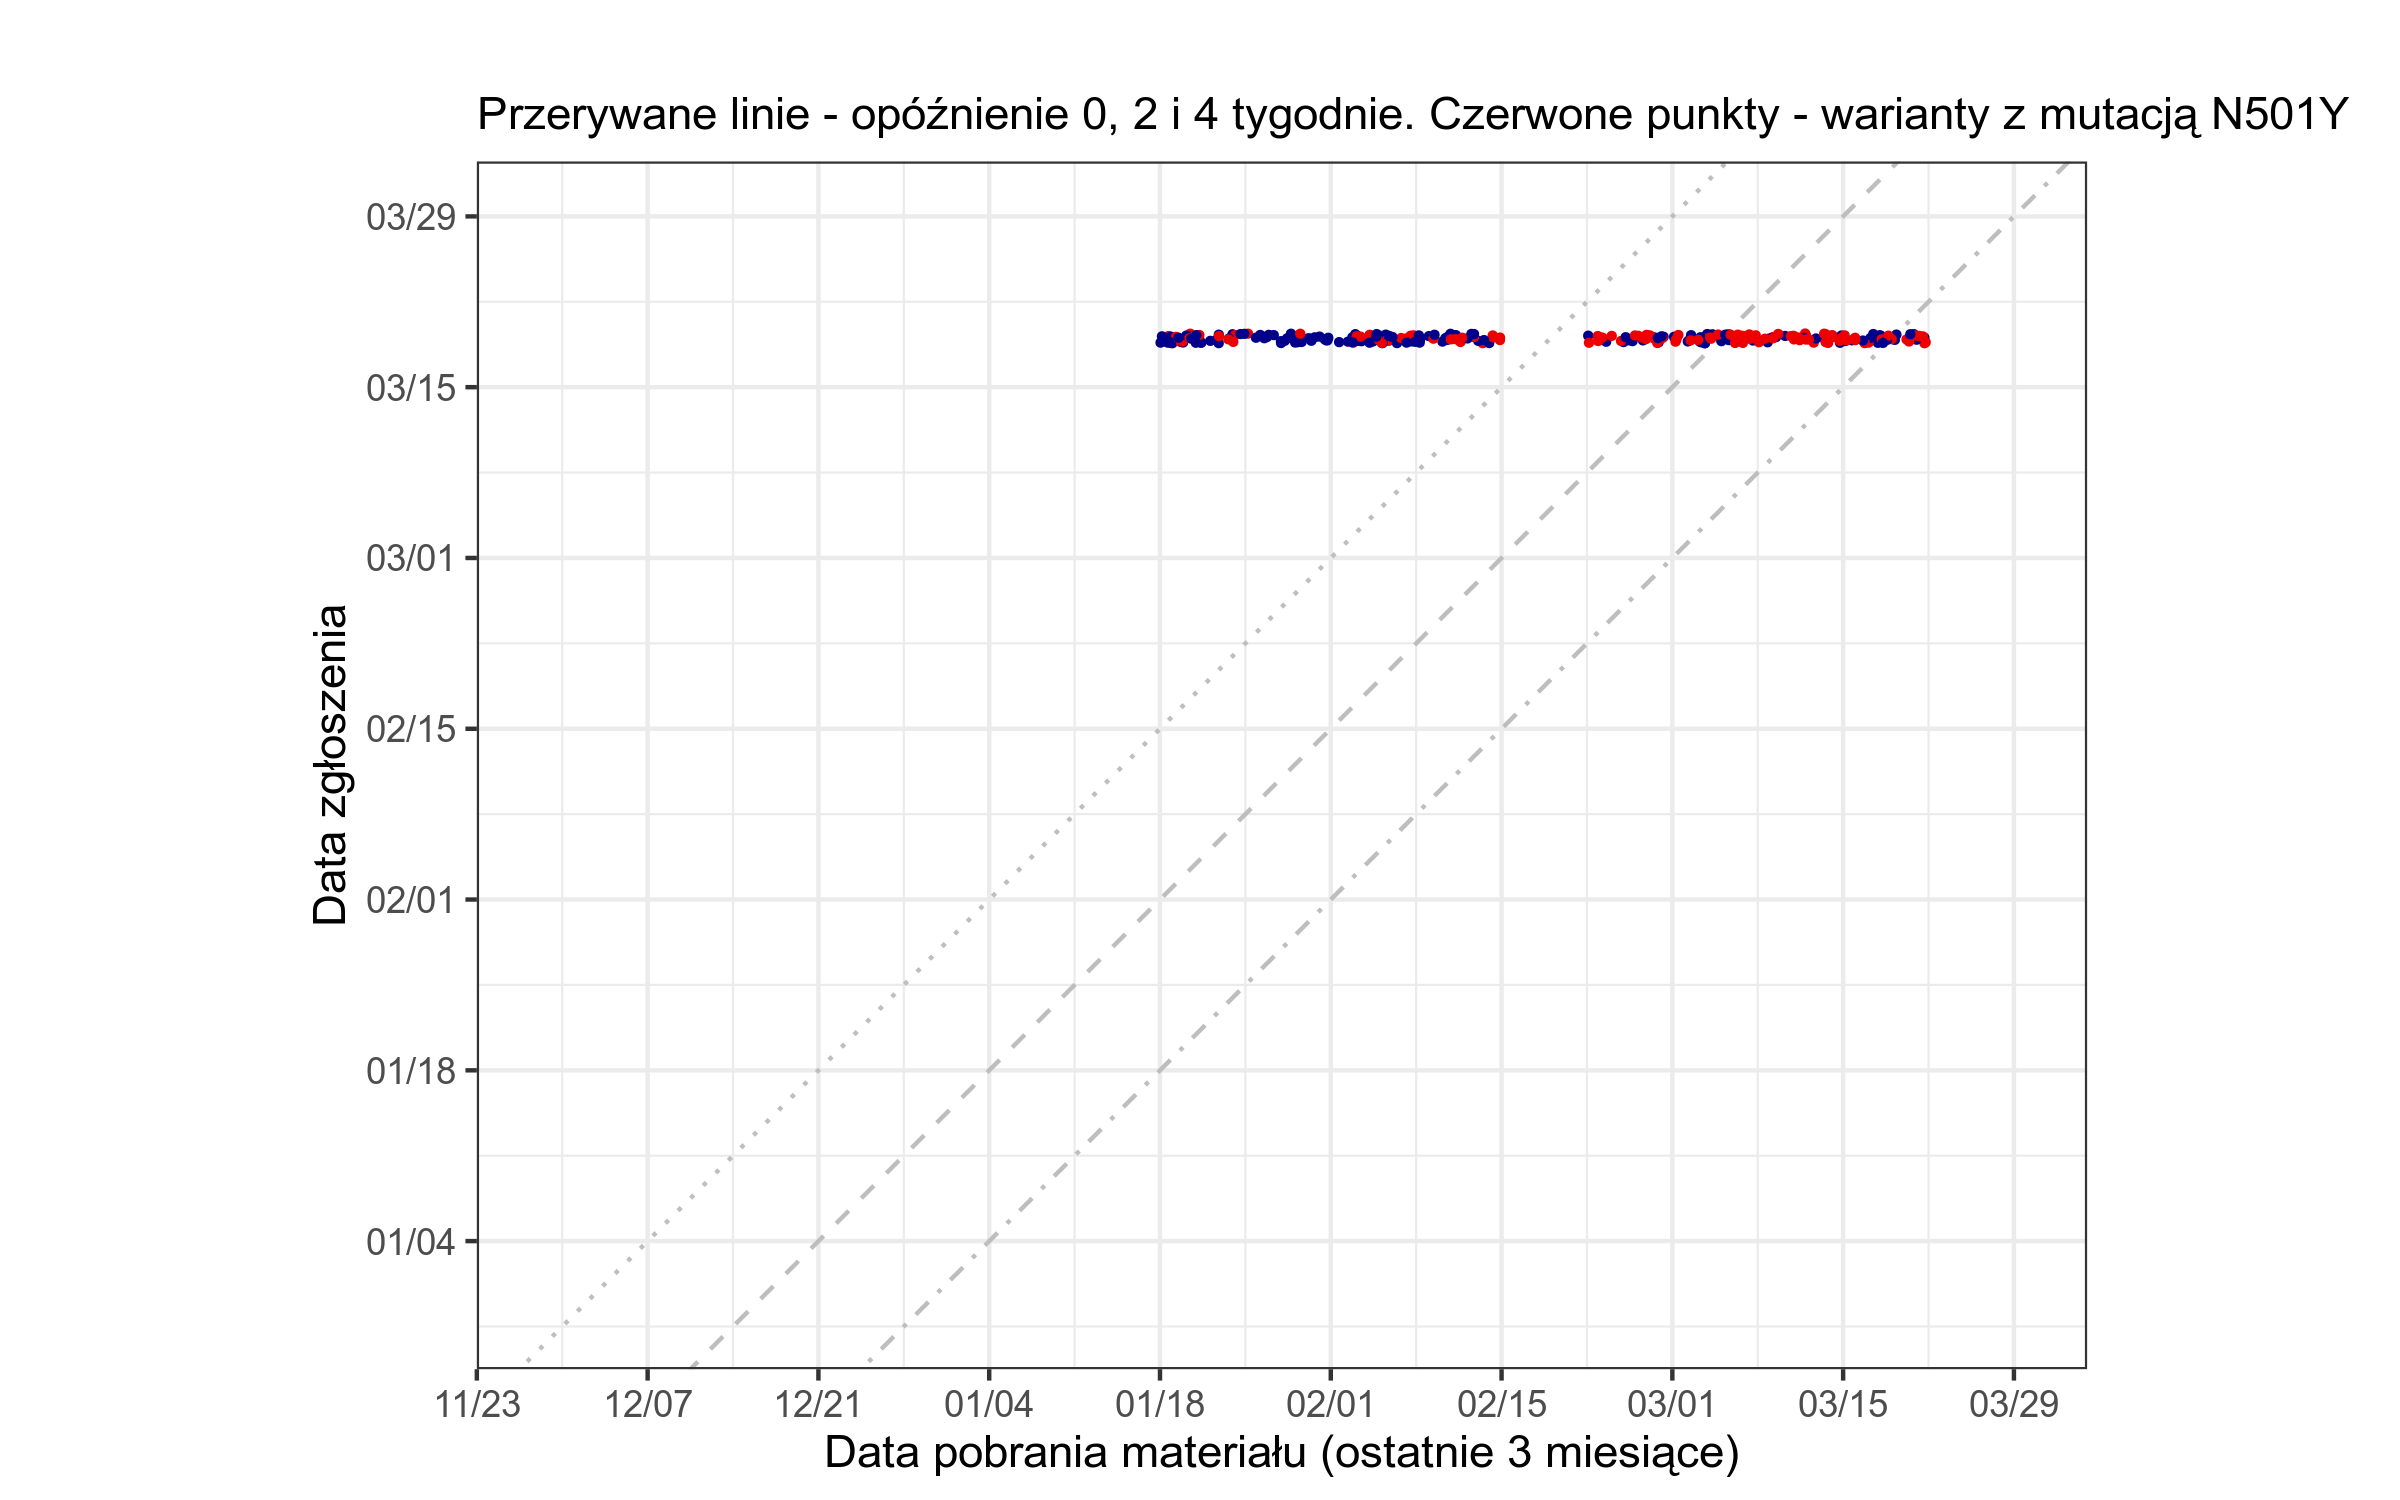 Przerywane linie - opóźnienie 0, 2 i 4 tygodnie. Czerwone punkty - warianty z mutacją N501Y
Data zgłoszenia
03/29
03/15
03/01
02/15
02/01
01/18
01/04
11/23 12/07 12/21 01/04 01/18 02/01 02/15 03/01 03/15 03/29
Data pobrania materiału (ostatnie 3 miesiące)